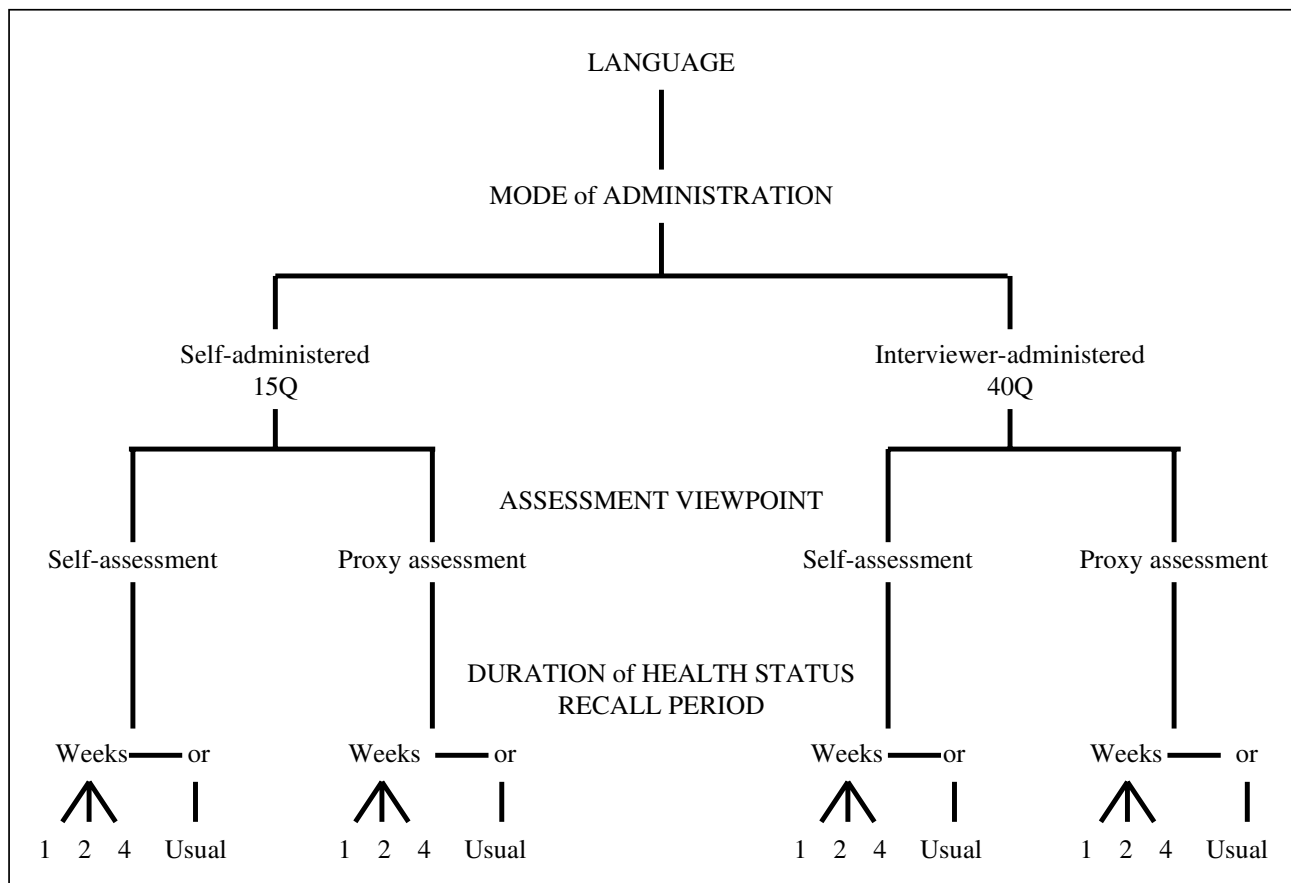 LANGUAGE
MODE of ADMINISTRATION
Self-administered Interviewer-administered
15Q 40Q
ASSESSMENT VIEWPOINT
Self-assessment Proxy assessment Self-assessment Proxy assessment
DURATION of HEALTH STATUS
RECALL PERIOD
Weeks or Weeks or Weeks or Weeks or
1 2 4 Usual 1 2 4 Usual 1 2 4 Usual 1 2 4 Usual